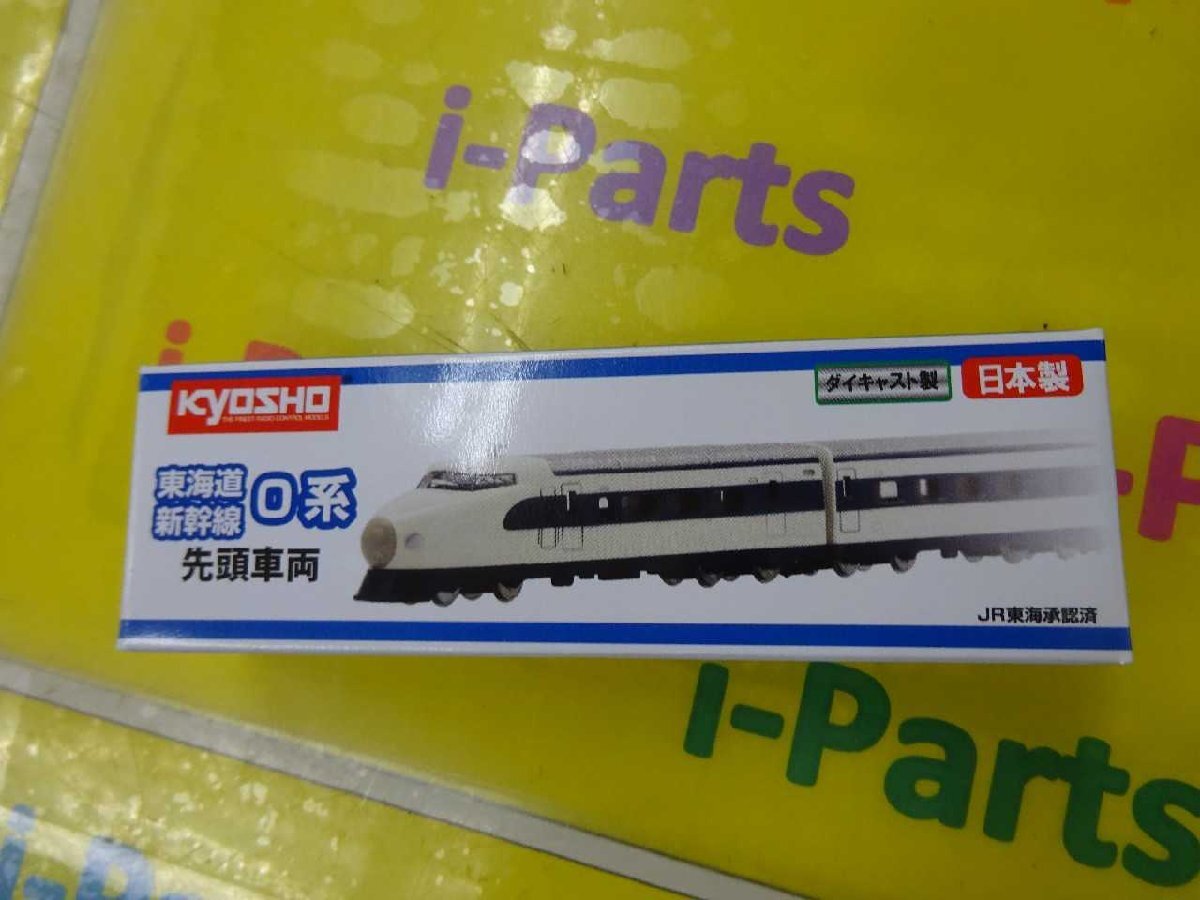 i-Parts
KYOSHO
THE FINEST RADIO CONTROL MODELS
ダイキャスト製
日本製
東海道
新幹線
0系
先頭車両
JR東海承認済
i-Parts